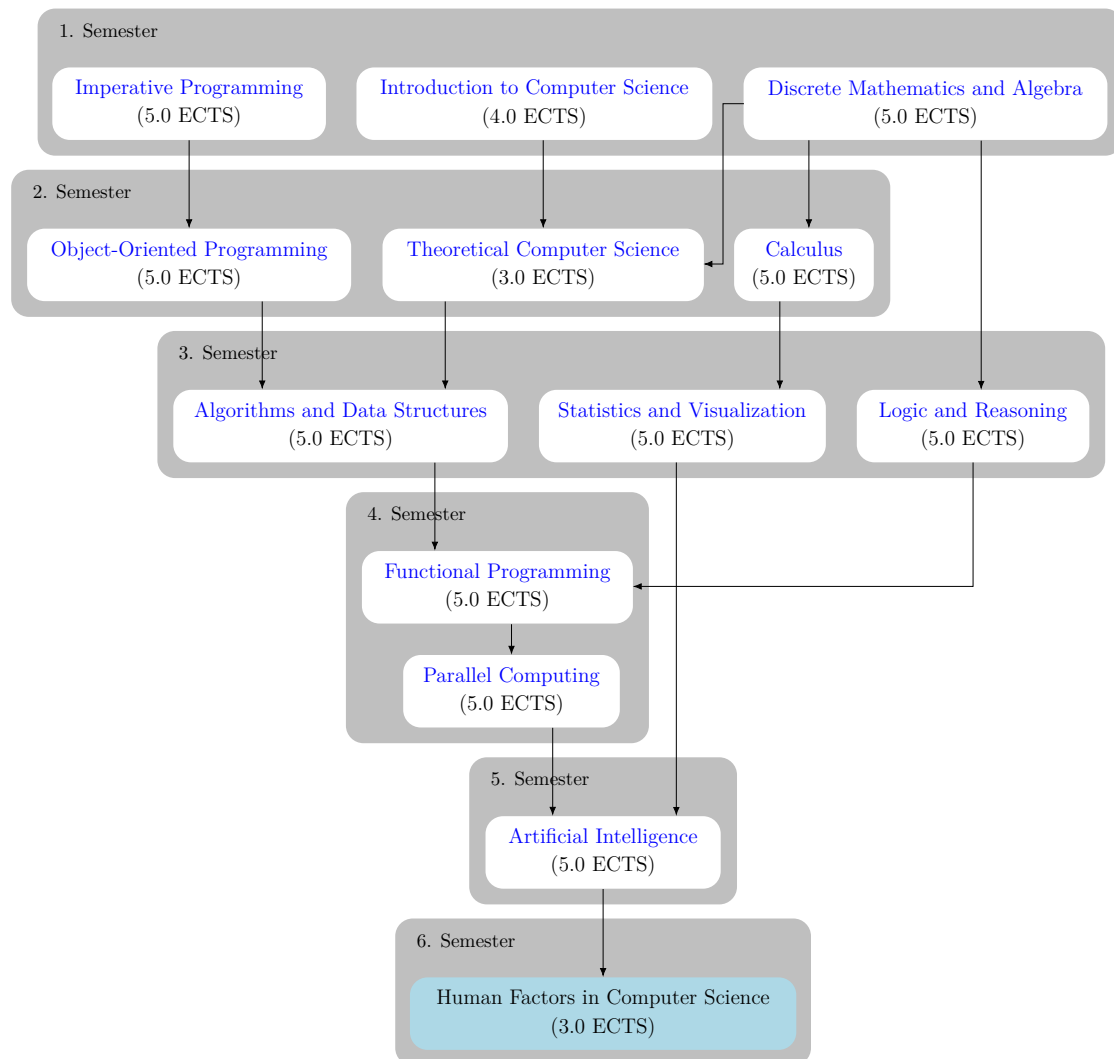 1. Semester
Imperative Programming
(5.0 ECTS)
Introduction to Computer Science
(4.0 ECTS)
Discrete Mathematics and Algebra
(5.0 ECTS)
2. Semester
Object-Oriented Programming
(5.0 ECTS)
Theoretical Computer Science
(3.0 ECTS)
Calculus
(5.0 ECTS)
3. Semester
Algorithms and Data Structures
(5.0 ECTS)
Statistics and Visualization
(5.0 ECTS)
Logic and Reasoning
(5.0 ECTS)
4. Semester
Functional Programming
(5.0 ECTS)
Parallel Computing
(5.0 ECTS)
5. Semester
Artificial Intelligence
(5.0 ECTS)
6. Semester
Human Factors in Computer Science
(3.0 ECTS)